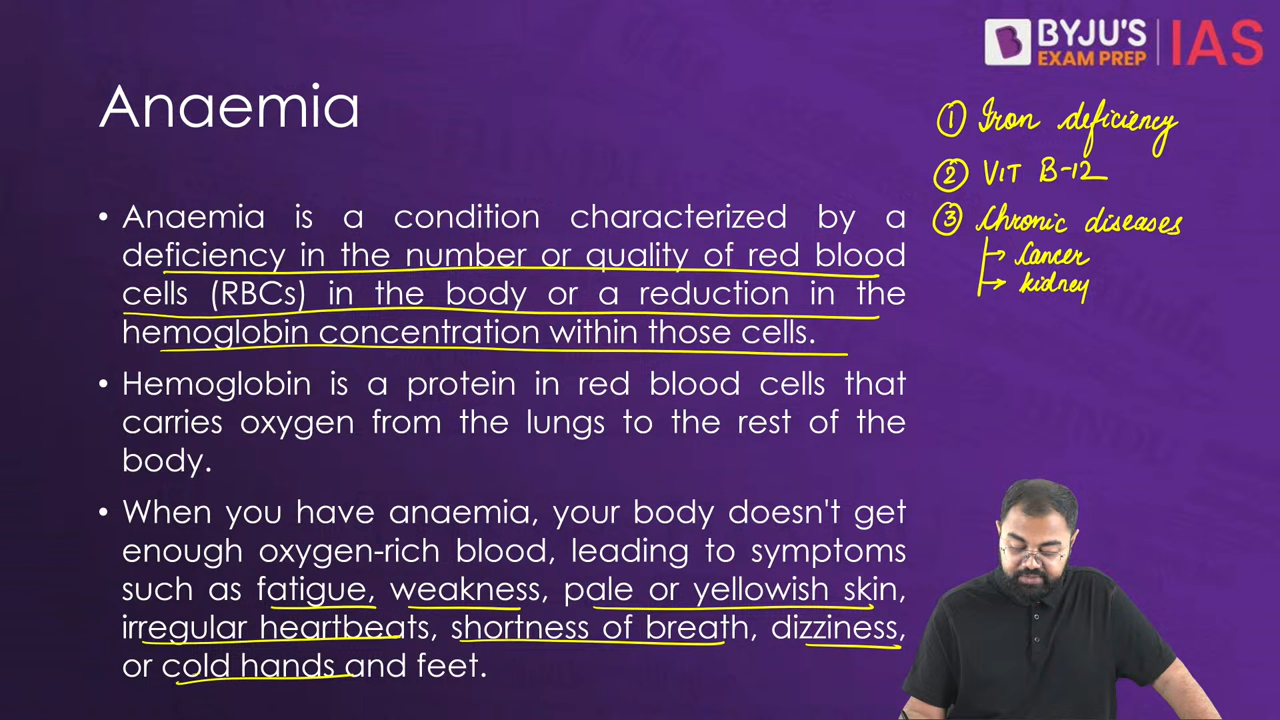 BYJU'S
EXAM PREP
IAS
Anaemia
① Iron deficiency
② VIT B-12
③ Chronic diseases
→ Cancer
→ kidney
• Anaemia is a condition characterized by a
deficiency in the number or quality of red blood
cells (RBCs) in the body or a reduction in the
hemoglobin concentration within those cells.
• Hemoglobin is a protein in red blood cells that
carries oxygen from the lungs to the rest of the
body.
• When you have anaemia, your body doesn't get
enough oxygen-rich blood, leading to symptoms
such as fatigue, weakness, pale or yellowish skin,
irregular heartbeats, shortness of breath, dizziness,
or cold hands and feet.